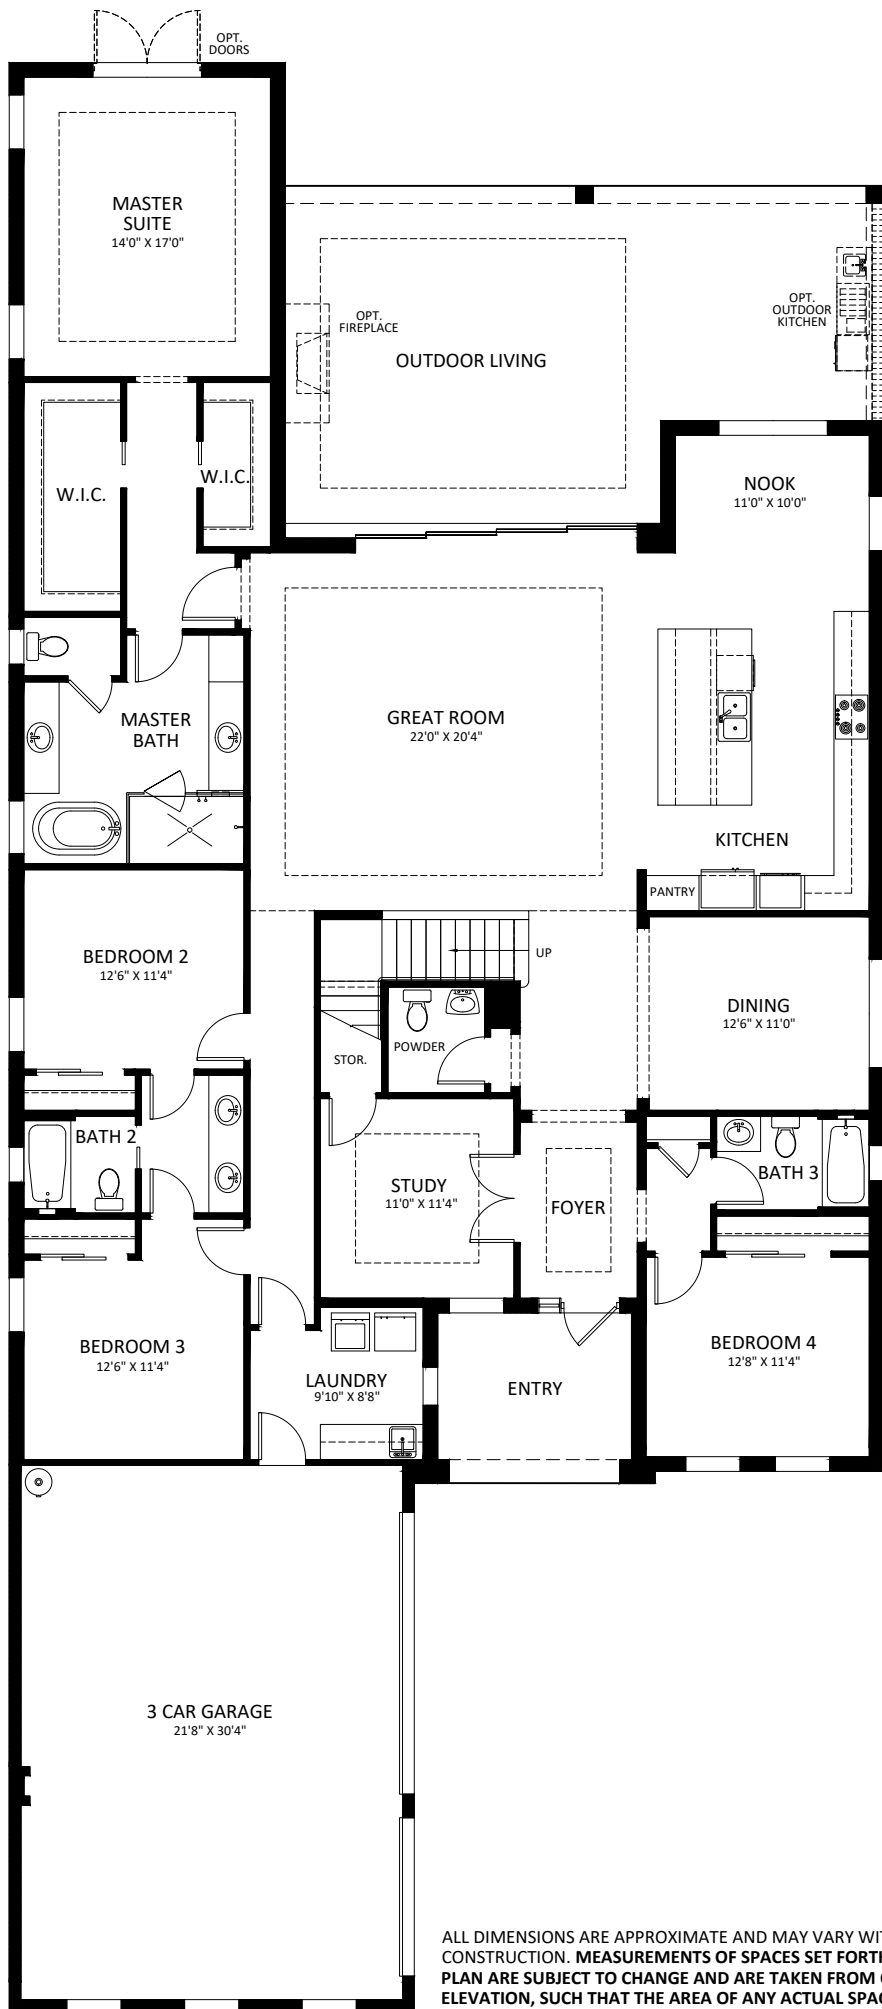 OPT.
DOORS
MASTER
SUITE
14'0" X 17'0"
OPT.
FIREPLACE
OPT.
OUTDOOR
KITCHEN
OUTDOOR LIVING
W.I.C.
W.I.C.
NOOK
11'0" X 10'0"
MASTER
BATH
GREAT ROOM
22'0" X 20'4"
KITCHEN
PANTRY
BEDROOM 2
12'6" X 11'4"
UP
DINING
12'6" X 11'0"
POWDER
STOR.
BATH 2
BATH 3
STUDY
11'0" X 11'4"
FOYER
BEDROOM 3
12'6" X 11'4"
BEDROOM 4
12'8" X 11'4"
LAUNDRY
9'10" X 8'8"
ENTRY
3 CAR GARAGE
21'8" X 30'4"
ALL DIMENSIONS ARE APPROXIMATE AND MAY VARY
CONSTRUCTION. MEASUREMENTS OF SPACES SET
PLAN ARE SUBJECT TO CHANGE AND ARE TAKEN FROM
ELEVATION, SUCH THAT THE AREA OF ANY ACTUAL